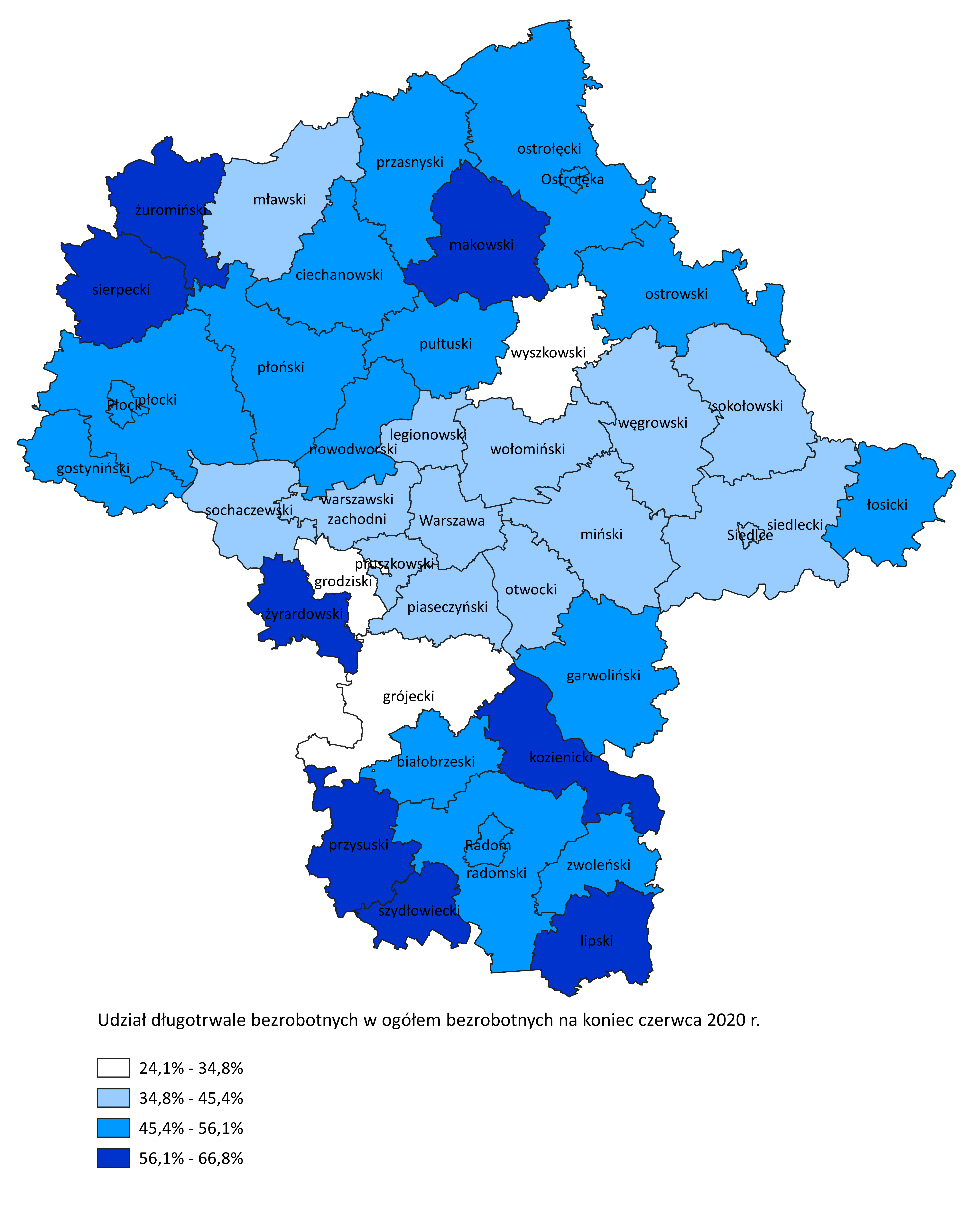 ostrołęcki
przasnyski
Ostrołęka
mławski
żuromiński
makowski
ciechanowski
sierpecki
ostrowski
pułtuski
wyszkowski
płoński
płocki
Płock
sokołowski
węgrowski
legionowski
wołomiński
nowodworski
gostyniński
warszawski
zachodni
sochaczewski
Warszawa
siedlecki
Siedlce
łosicki
miński
pruszkowski
grodziski
otwocki
piaseczyński
żyrardowski
garwoliński
grójecki
kozienicki
białobrzeski
przysuski
Radom
radomski
zwoleński
szydłowiecki
lipski
Udział długotrwale bezrobotnych w ogółem bezrobotnych na koniec czerwca 2020 r.
24,1% - 34,8%
34,8% - 45,4%
45,4% - 56,1%
56,1% - 66,8%